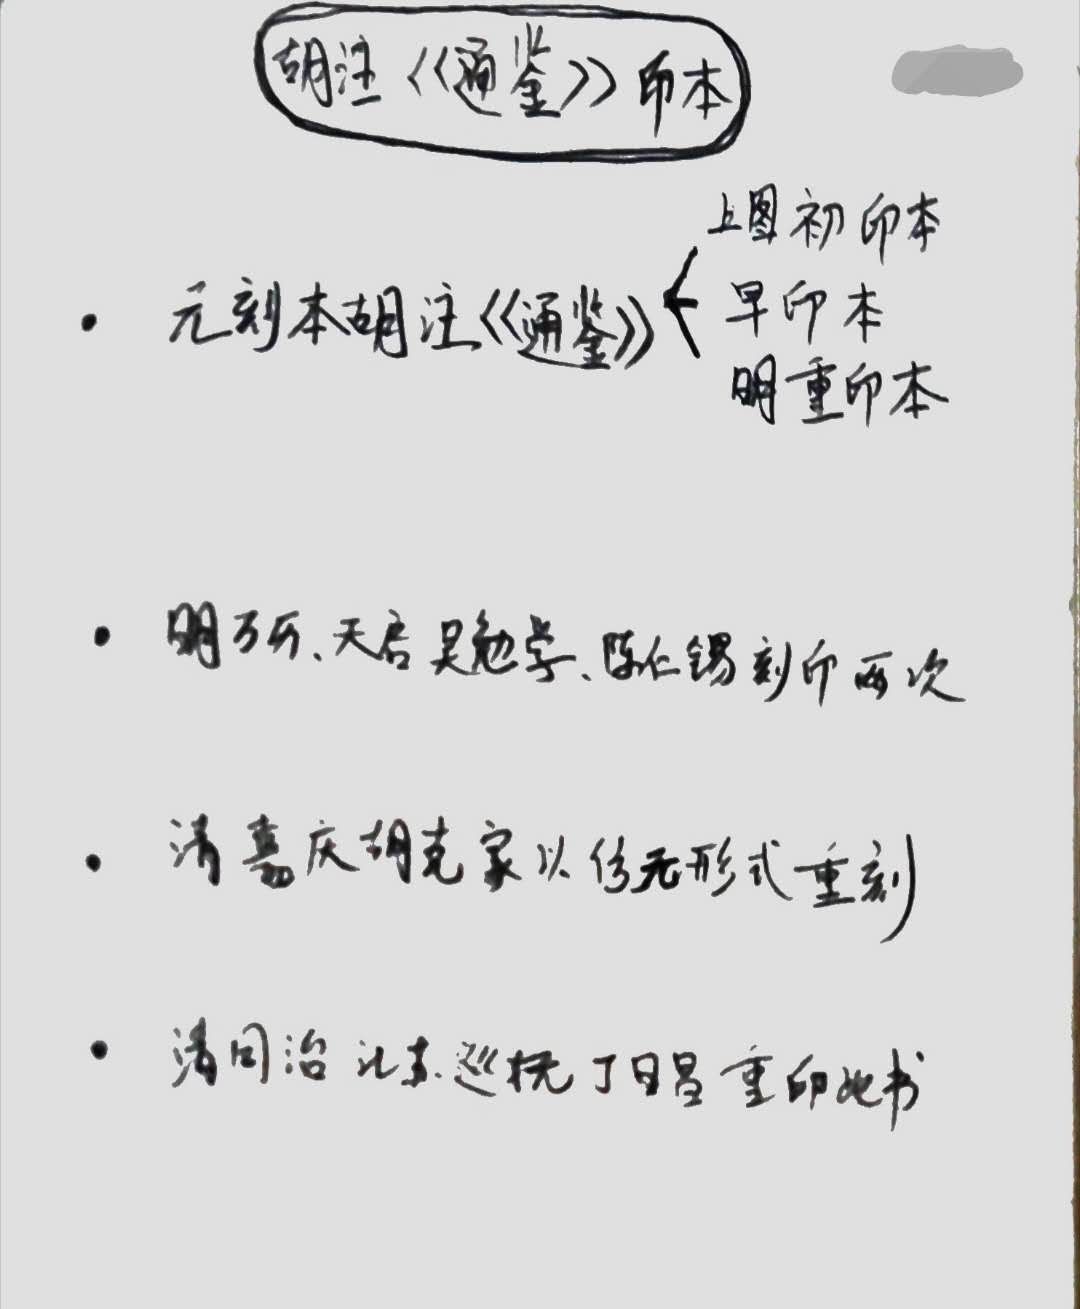 胡注《通鉴》印本
上图初印本
元刻本胡注《通鉴》
早印本
明重印本
明万历、天启吴勉学、陈仁锡刻印两次
清嘉庆胡克家以仿元形式重刻
清同治江苏巡抚丁日昌重印此书